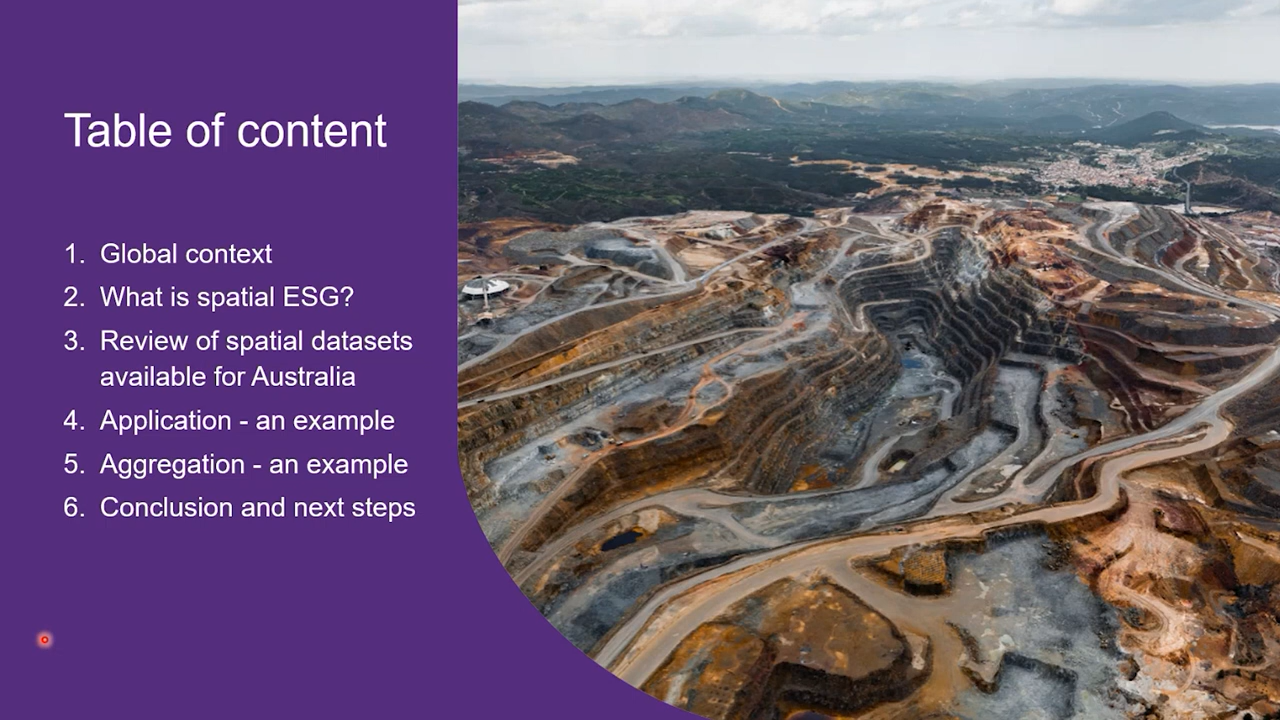 Table of content
1. Global context
2. What is spatial ESG?
3. Review of spatial datasets
available for Australia
4. Application - an example
5. Aggregation - an example
6. Conclusion and next steps